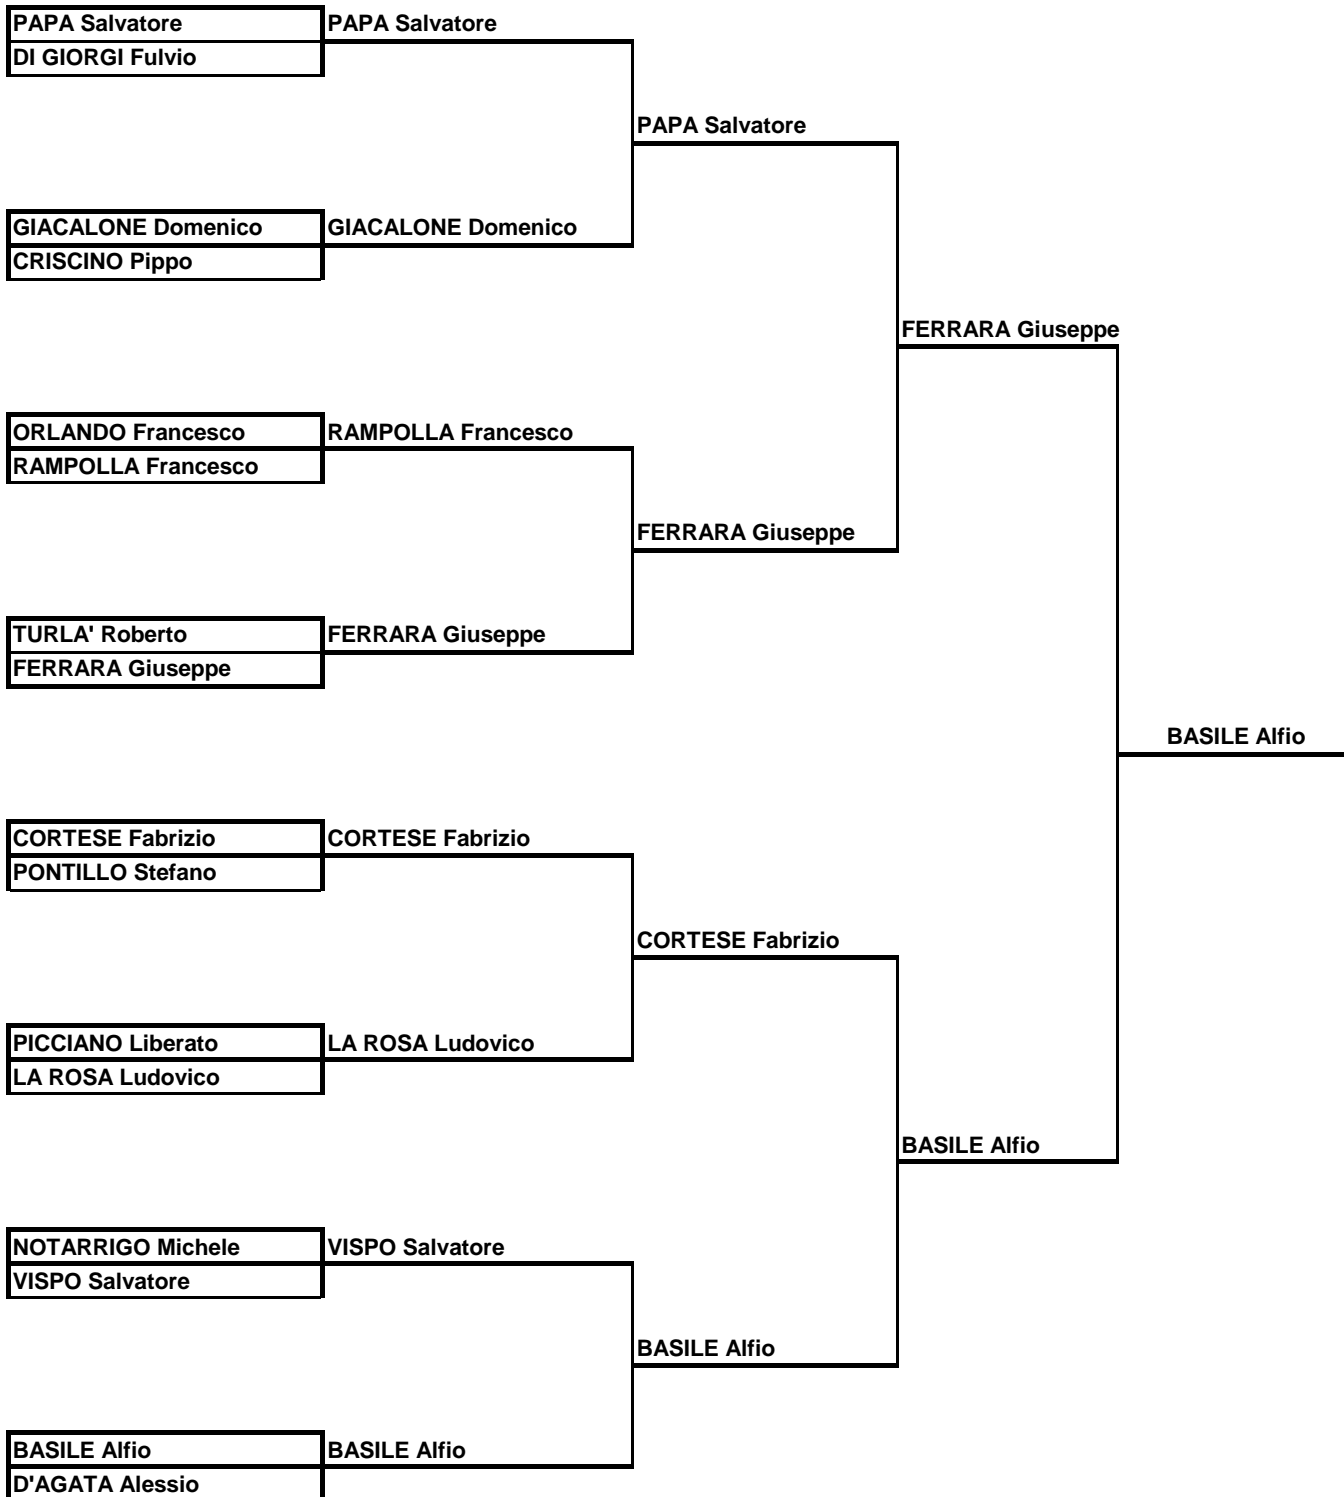 PAPA Salvatore PAPA Salvatore
DI GIORGI Fulvio
PAPA Salvatore
GIACALONE Domenico GIACALONE Domenico
CRISCINO Pippo
FERRARA Giuseppe
ORLANDO Francesco RAMPOLLA Francesco
RAMPOLLA Francesco
FERRARA Giuseppe
TURLA' Roberto FERRARA Giuseppe
FERRARA Giuseppe
BASILE Alfio
CORTESE Fabrizio CORTESE Fabrizio
PONTILLO Stefano
CORTESE Fabrizio
PICCIANO Liberato LA ROSA Ludovico
LA ROSA Ludovico
BASILE Alfio
NOTARRIGO Michele VISPO Salvatore
VISPO Salvatore
BASILE Alfio
BASILE Alfio BASILE Alfio
D'AGATA Alessio